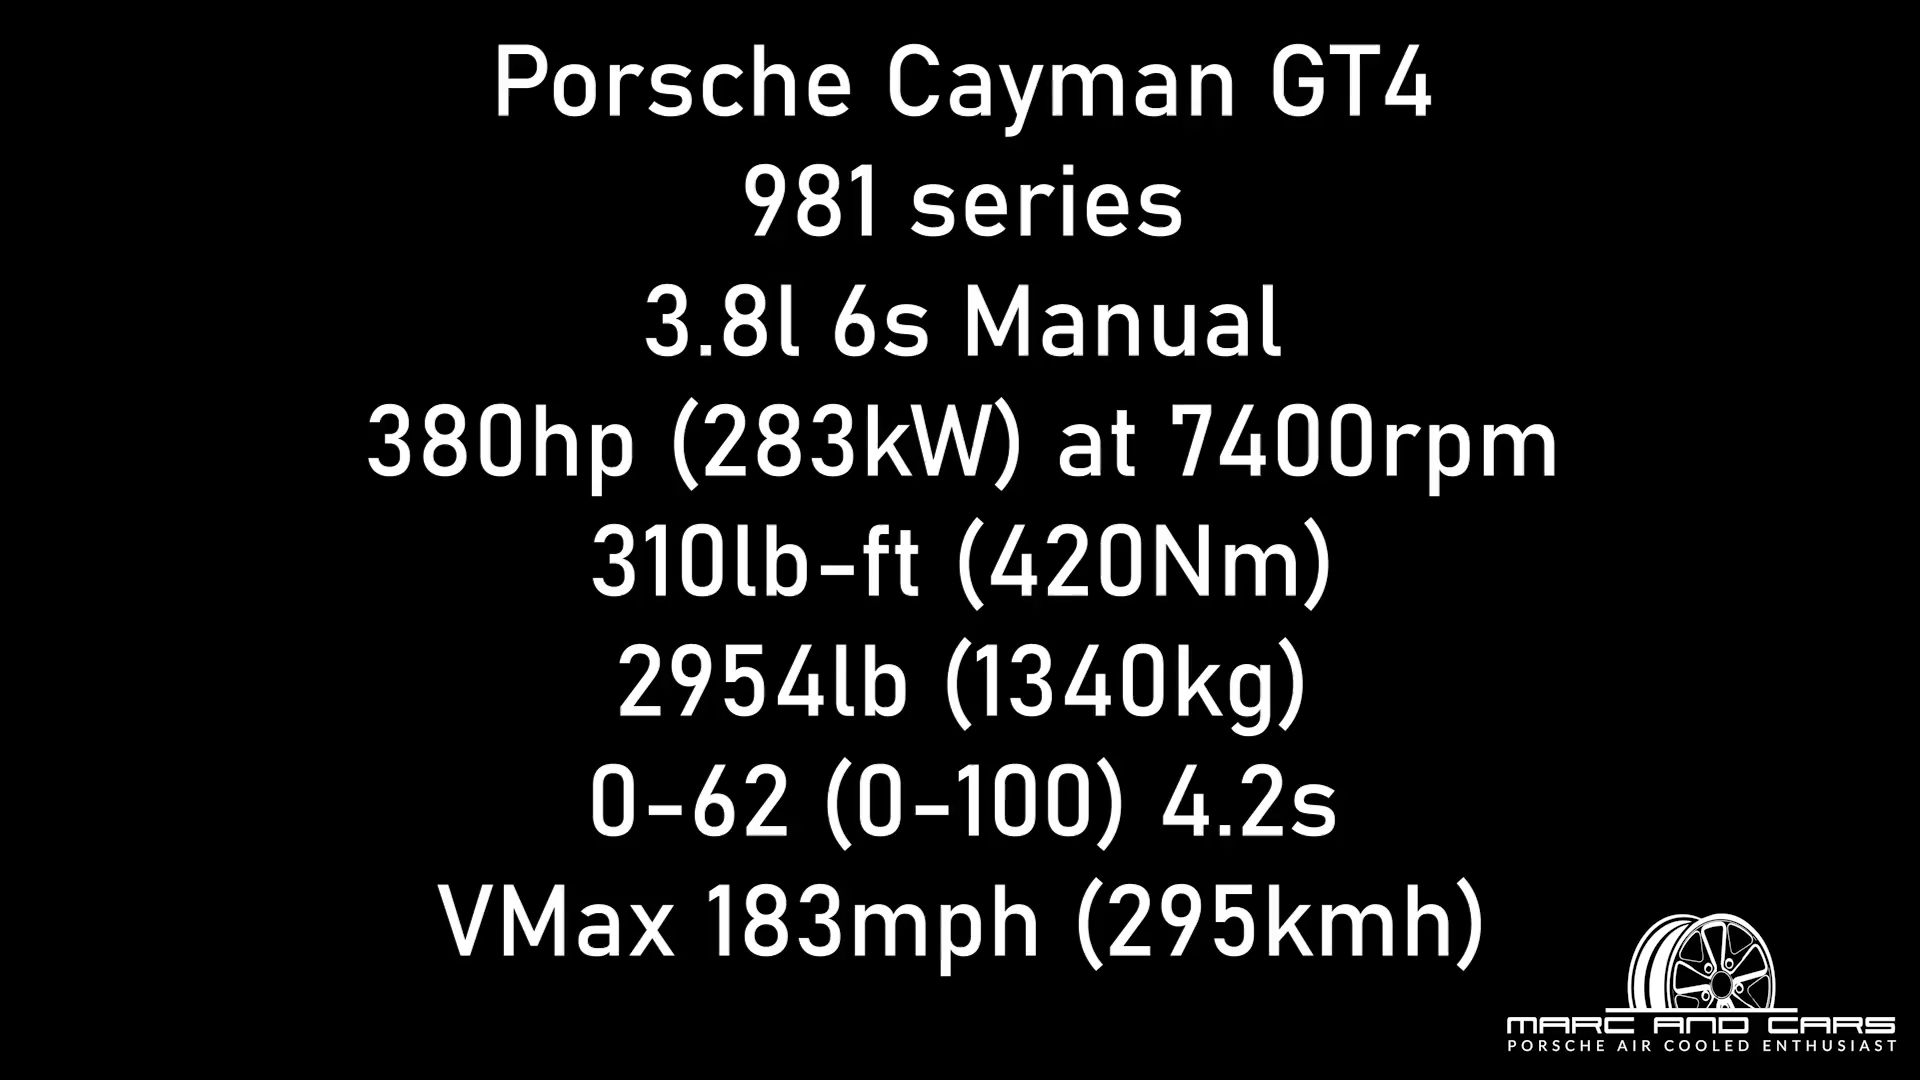 Porsche Cayman GT4
981 series
3.8l 6s Manual
380hp (283kW) at 7400rpm
310lb-ft (420Nm)
2954lb (1340kg)
0-62 (0-100) 4.2s
VMax 183mph (295kmh)
MARC AND CARS
PORSCHE AIR COOLED ENTHUSIAST